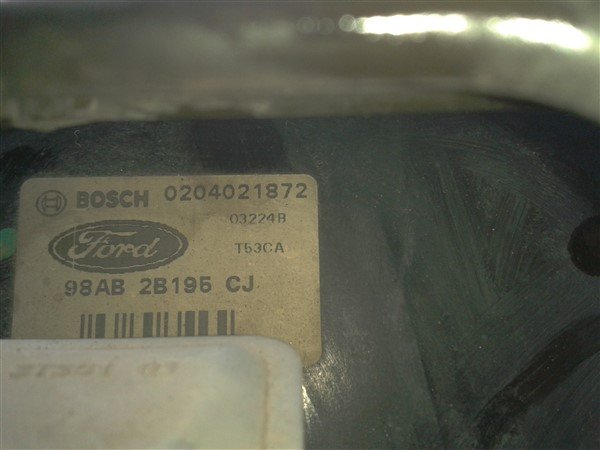 BOSCH 0204021872
03224B
Ford
T53CA
98AB 2B195 CJ